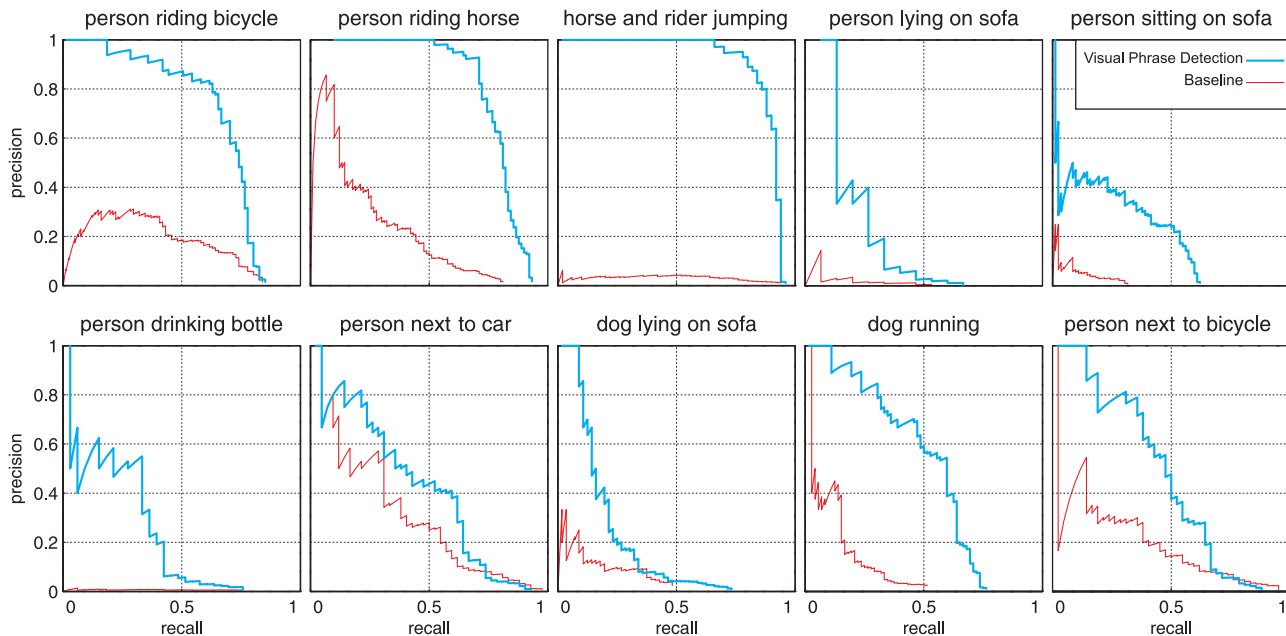 person riding bicycle
person riding horse
horse and rider jumping
person lying on sofa
person sitting on sofa
1
0.8
0.6
0.4
0.2
0
precision
Visual Phrase Detection
Baseline
person drinking bottle
person next to car
dog lying on sofa
dog running
person next to bicycle
1
0.8
0.6
0.4
0.2
0
precision
0 0.5 1
0 0.5 1
0 0.5 1
0 0.5 1
0 0.5 1
recall
recall
recall
recall
recall